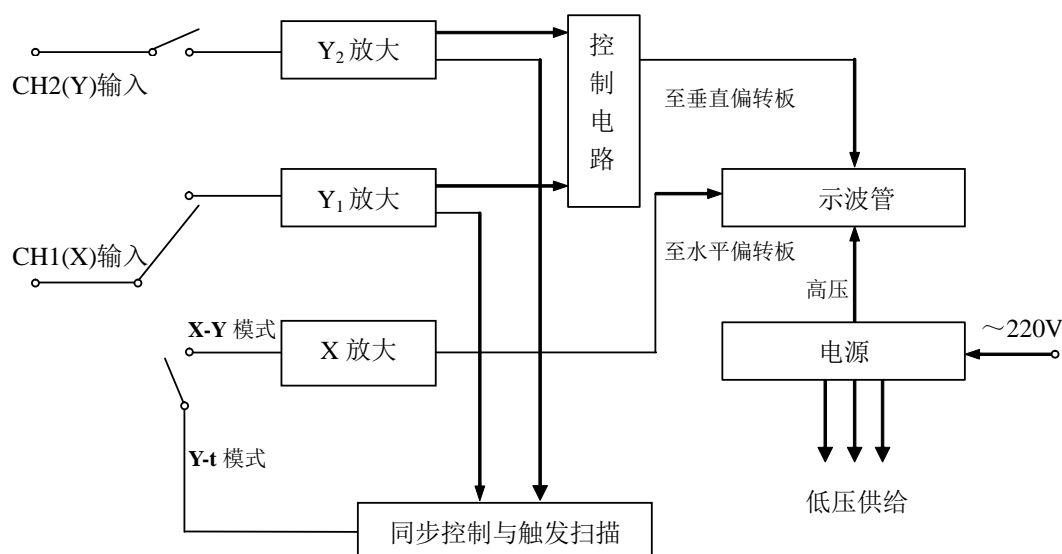 Y₂ 放大
CH2(Y)输入
控制电路
至垂直偏转板
Y₁ 放大
示波管
CH1(X)输入
至水平偏转板
高压
X-Y 模式
X 放大
电源
～220V
Y-t 模式
低压供给
同步控制与触发扫描